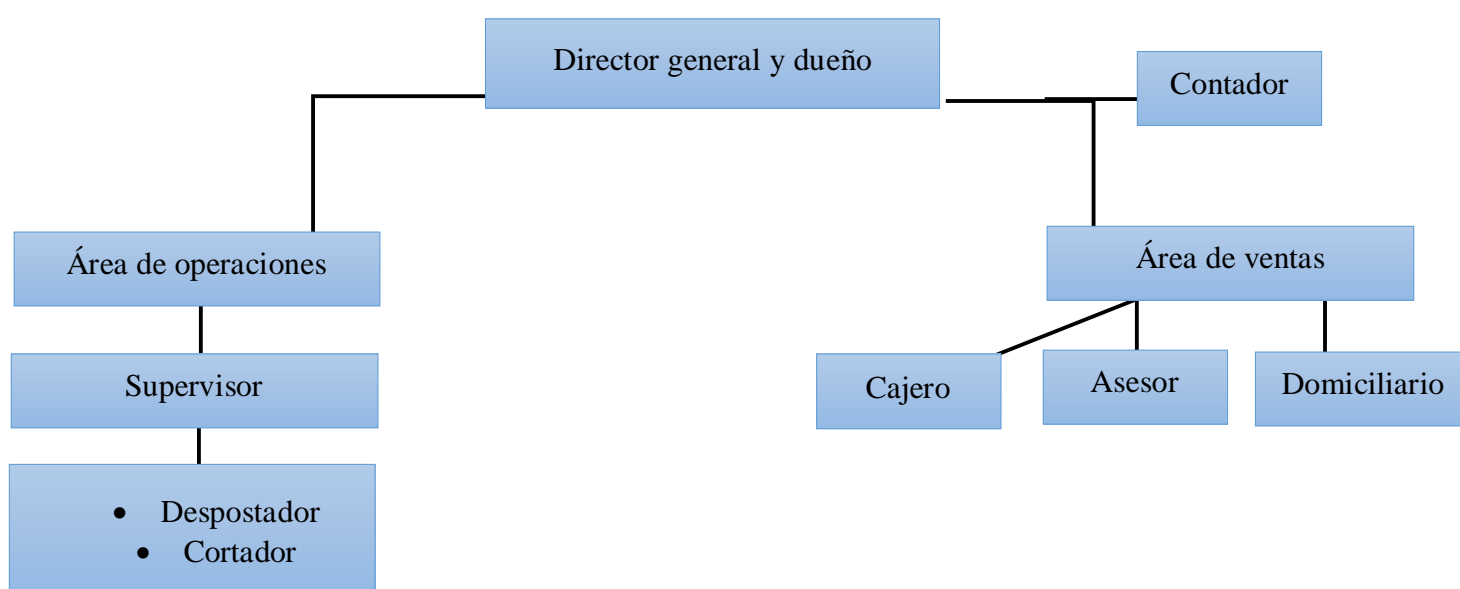 Director general y dueño
Contador
Área de operaciones
Área de ventas
Supervisor
Cajero
Asesor
Domiciliario
• Despostador
• Cortador